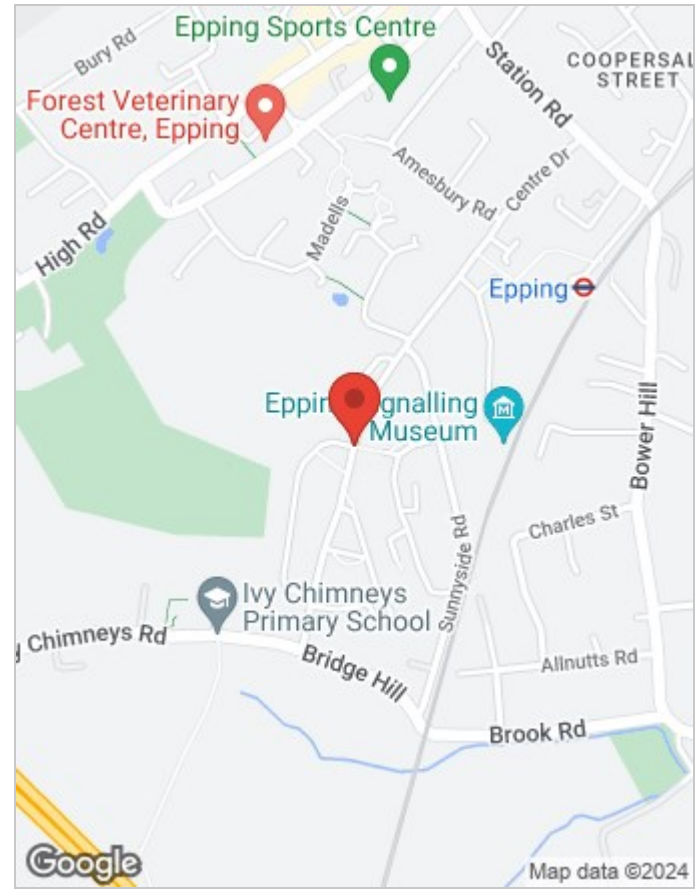 Epping Sports Centre
Bury Rd
Station Rd
COOPERSAL
STREET
Forest Veterinary
Centre, Epping
Amesbury Rd
Centre Dr
Madells
High Rd
Epping
Eppin gnalling
Museum
Bower Hill
Charles St
Sunnyside Rd
Ivy Chimneys
Primary School
y Chimneys Rd
Bridge Hill
Allnutts Rd
Brook Rd
Google
Map data ©2024